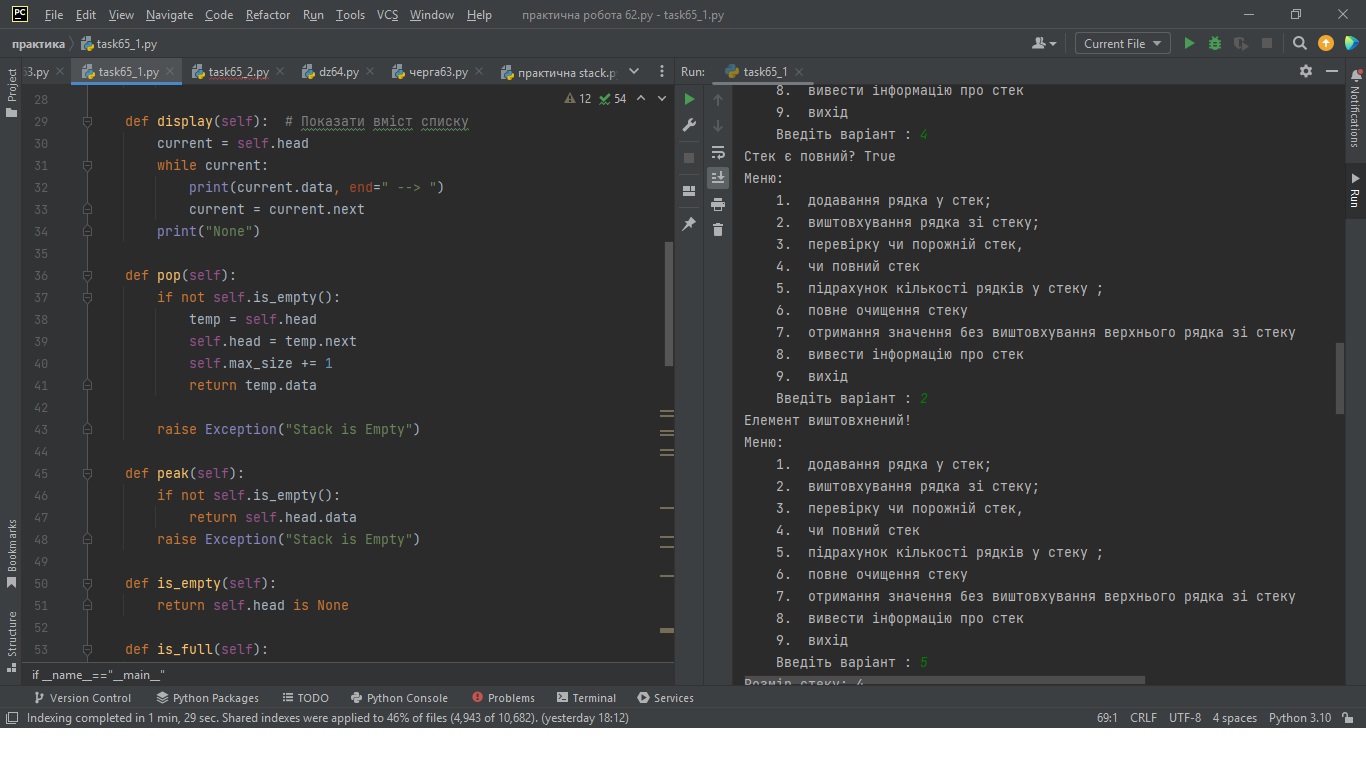 PC File Edit View Navigate Code Refactor Run Tools VCS Window Help практична робота 62.py - task65_1.py
практика task65_1.py Current File
Project 63.py task65_1.py task65_2.py dz64.py черга63.py практична stack.p Run: task65_1 Notifications
12 54
28
29 def display(self): # Показати вміст списку
30 current = self.head
31 while current:
32 print(current.data, end=" --> ")
33 current = current.next
34 print("None")
35
36 def pop(self):
37 if not self.is_empty():
38 temp = self.head
39 self.head = temp.next
40 self.max_size += 1
41 return temp.data
42
43 raise Exception("Stack is Empty")
44
45 def peak(self):
46 if not self.is_empty():
47 return self.head.data
48 raise Exception("Stack is Empty")
49
50 def is_empty(self):
51 return self.head is None
52
53 def is_full(self):
if __name__=="__main__"
8. вивести інформацію про стек
9. вихід
Введіть варіант : 4
Стек є повний? True
Меню:
1. додавання рядка у стек;
2. виштовхування рядка зі стеку;
3. перевірку чи порожній стек,
4. чи повний стек
5. підрахунок кількості рядків у стеку ;
6. повне очищення стеку
7. отримання значення без виштовхування верхнього рядка зі стеку
8. вивести інформацію про стек
9. вихід
Введіть варіант : 2
Елемент виштовхнений!
Меню:
1. додавання рядка у стек;
2. виштовхування рядка зі стеку;
3. перевірку чи порожній стек,
4. чи повний стек
5. підрахунок кількості рядків у стеку ;
6. повне очищення стеку
7. отримання значення без виштовхування верхнього рядка зі стеку
8. вивести інформацію про стек
9. вихід
Введіть варіант : 5
Розмір стеку: 4
Run
Bookmarks
Structure
Version Control Python Packages TODO Python Console Problems Terminal Services
Indexing completed in 1 min, 29 sec. Shared indexes were applied to 46% of files (4,943 of 10,682). (yesterday 18:12) 69:1 CRLF UTF-8 4 spaces Python 3.10